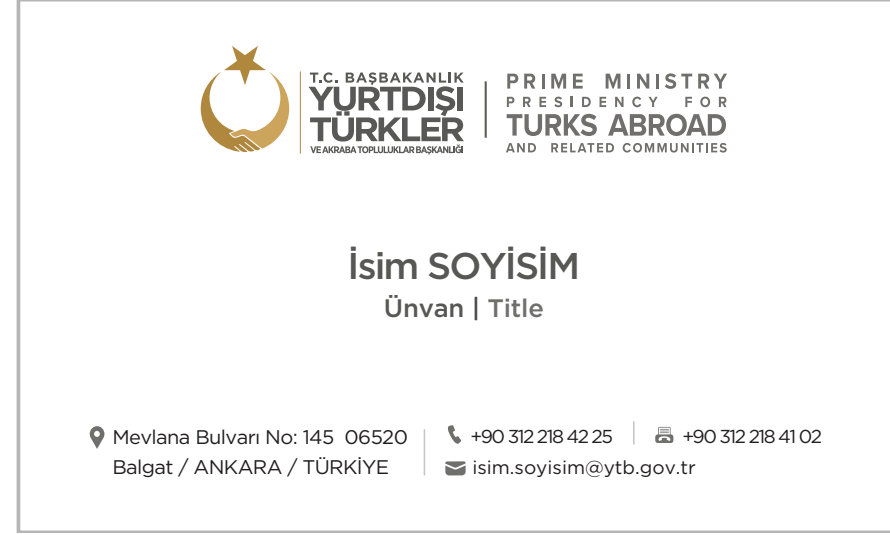 T.C. BAŞBAKANLIK
YURTDIŞI
TÜRKLER
VE AKRABA TOPLULUKLAR BAŞKANLIĞI
PRIME MINISTRY
PRESIDENCY FOR
TURKS ABROAD
AND RELATED COMMUNITIES
İsim SOYİSİM
Ünvan | Title
Mevlana Bulvarı No: 145 06520
Balgat / ANKARA / TÜRKİYE
+90 312 218 42 25
+90 312 218 41 02
isim.soyisim@ytb.gov.tr